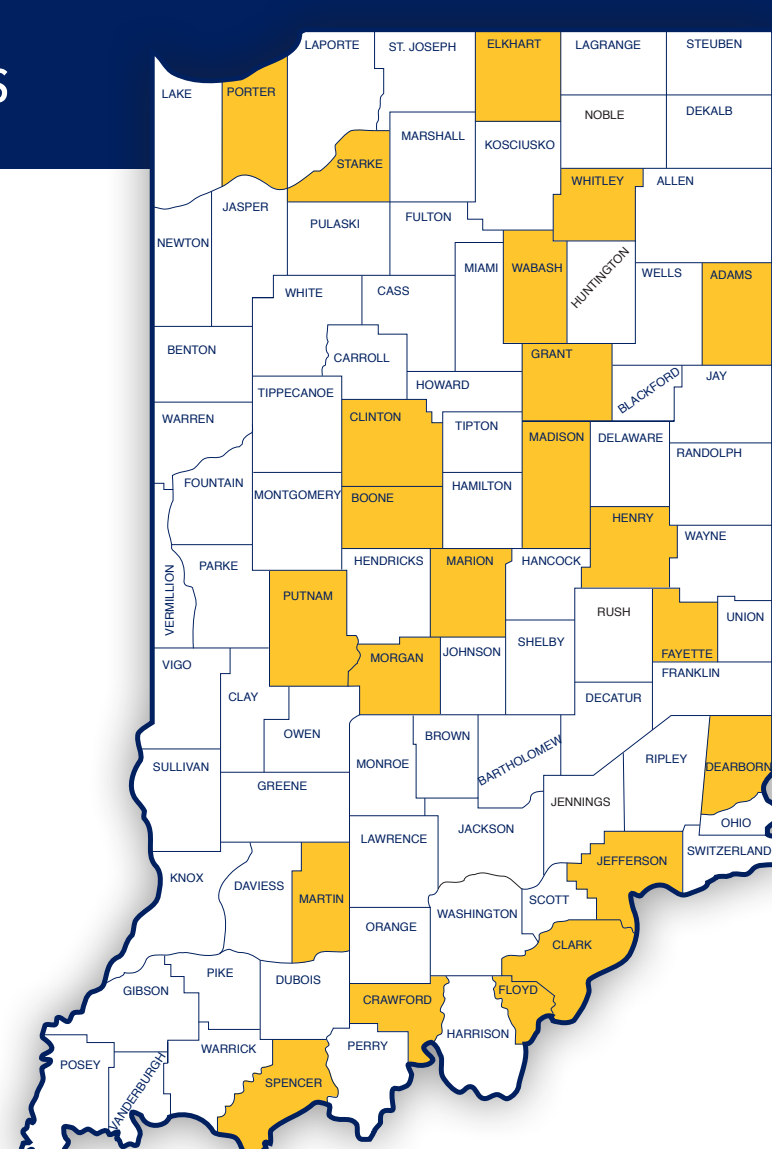 S
LAPORTE
ST. JOSEPH
ELKHART
LAGRANGE
STEUBEN
LAKE
PORTER
NOBLE
DEKALB
MARSHALL
KOSCIUSKO
STARKE
WHITLEY
ALLEN
JASPER
PULASKI
FULTON
NEWTON
MIAMI
WABASH
HUNTINGTON
WELLS
ADAMS
WHITE
CASS
BENTON
CARROLL
GRANT
BLACKFORD
JAY
TIPPECANOE
HOWARD
WARREN
CLINTON
TIPTON
MADISON
DELAWARE
RANDOLPH
FOUNTAIN
MONTGOMERY
BOONE
HAMILTON
HENRY
WAYNE
VERMILLION
PARKE
HENDRICKS
MARION
HANCOCK
PUTNAM
RUSH
UNION
VIGO
MORGAN
JOHNSON
SHELBY
FAYETTE
FRANKLIN
CLAY
DECATUR
OWEN
BROWN
BARTHOLOMEW
SULLIVAN
MONROE
RIPLEY
DEARBORN
GREENE
JENNINGS
OHIO
LAWRENCE
JACKSON
SWITZERLAND
JEFFERSON
KNOX
DAVIESS
MARTIN
WASHINGTON
SCOTT
ORANGE
CLARK
GIBSON
PIKE
DUBOIS
CRAWFORD
FLOYD
HARRISON
POSEY
VANDERBURGH
WARRICK
PERRY
SPENCER